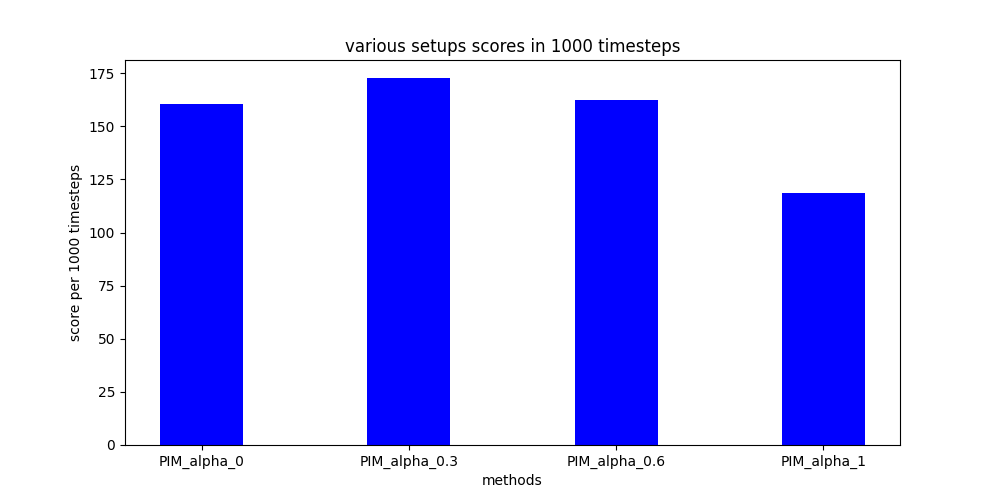 various setups scores in 1000 timesteps
score per 1000 timesteps
175
150
125
100
75
50
25
0
PIM_alpha_0 PIM_alpha_0.3 PIM_alpha_0.6 PIM_alpha_1
methods